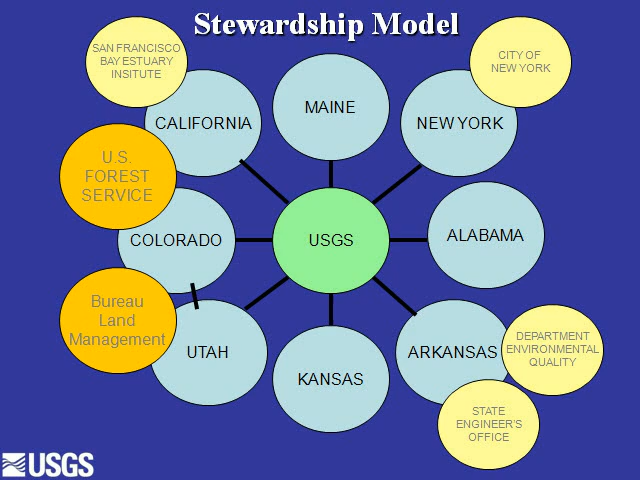 Stewardship Model
SAN FRANCISCO
BAY ESTUARY
INSITUTE
CITY OF
NEW YORK
CALIFORNIA
MAINE
NEW YORK
U.S.
FOREST
SERVICE
COLORADO
USGS
ALABAMA
Bureau
Land
Management
UTAH
KANSAS
ARKANSAS
DEPARTMENT
ENVIRONMENTAL
QUALITY
STATE
ENGINEER'S
OFFICE
USGS